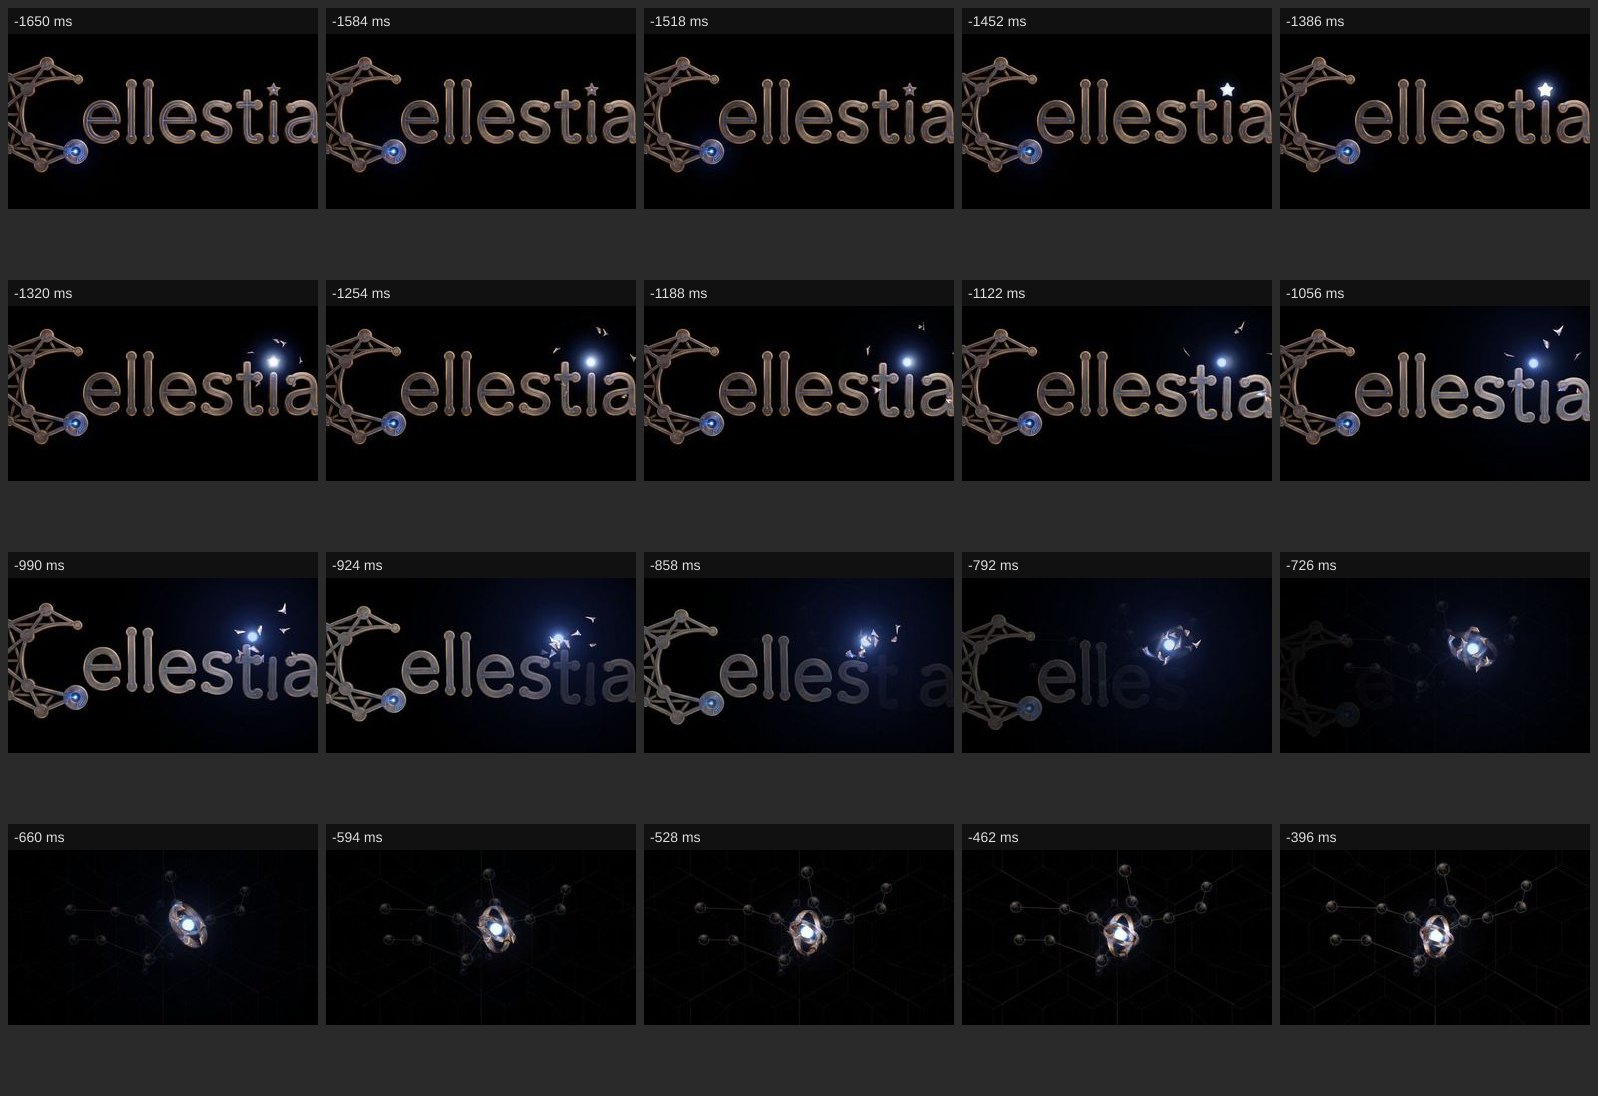 -1650 ms
-1584 ms
-1518 ms
-1452 ms
-1386 ms
Cellestia
Cellestia
Cellestia
Cellestia
Cellestia
-1320 ms
-1254 ms
-1188 ms
-1122 ms
-1056 ms
Cellestia
Cellestia
Cellestia
Cellestia
Cellestia
-990 ms
-924 ms
-858 ms
-792 ms
-726 ms
Cellestia
Cellestia
Cellest a
Celles
C e
-660 ms
-594 ms
-528 ms
-462 ms
-396 ms